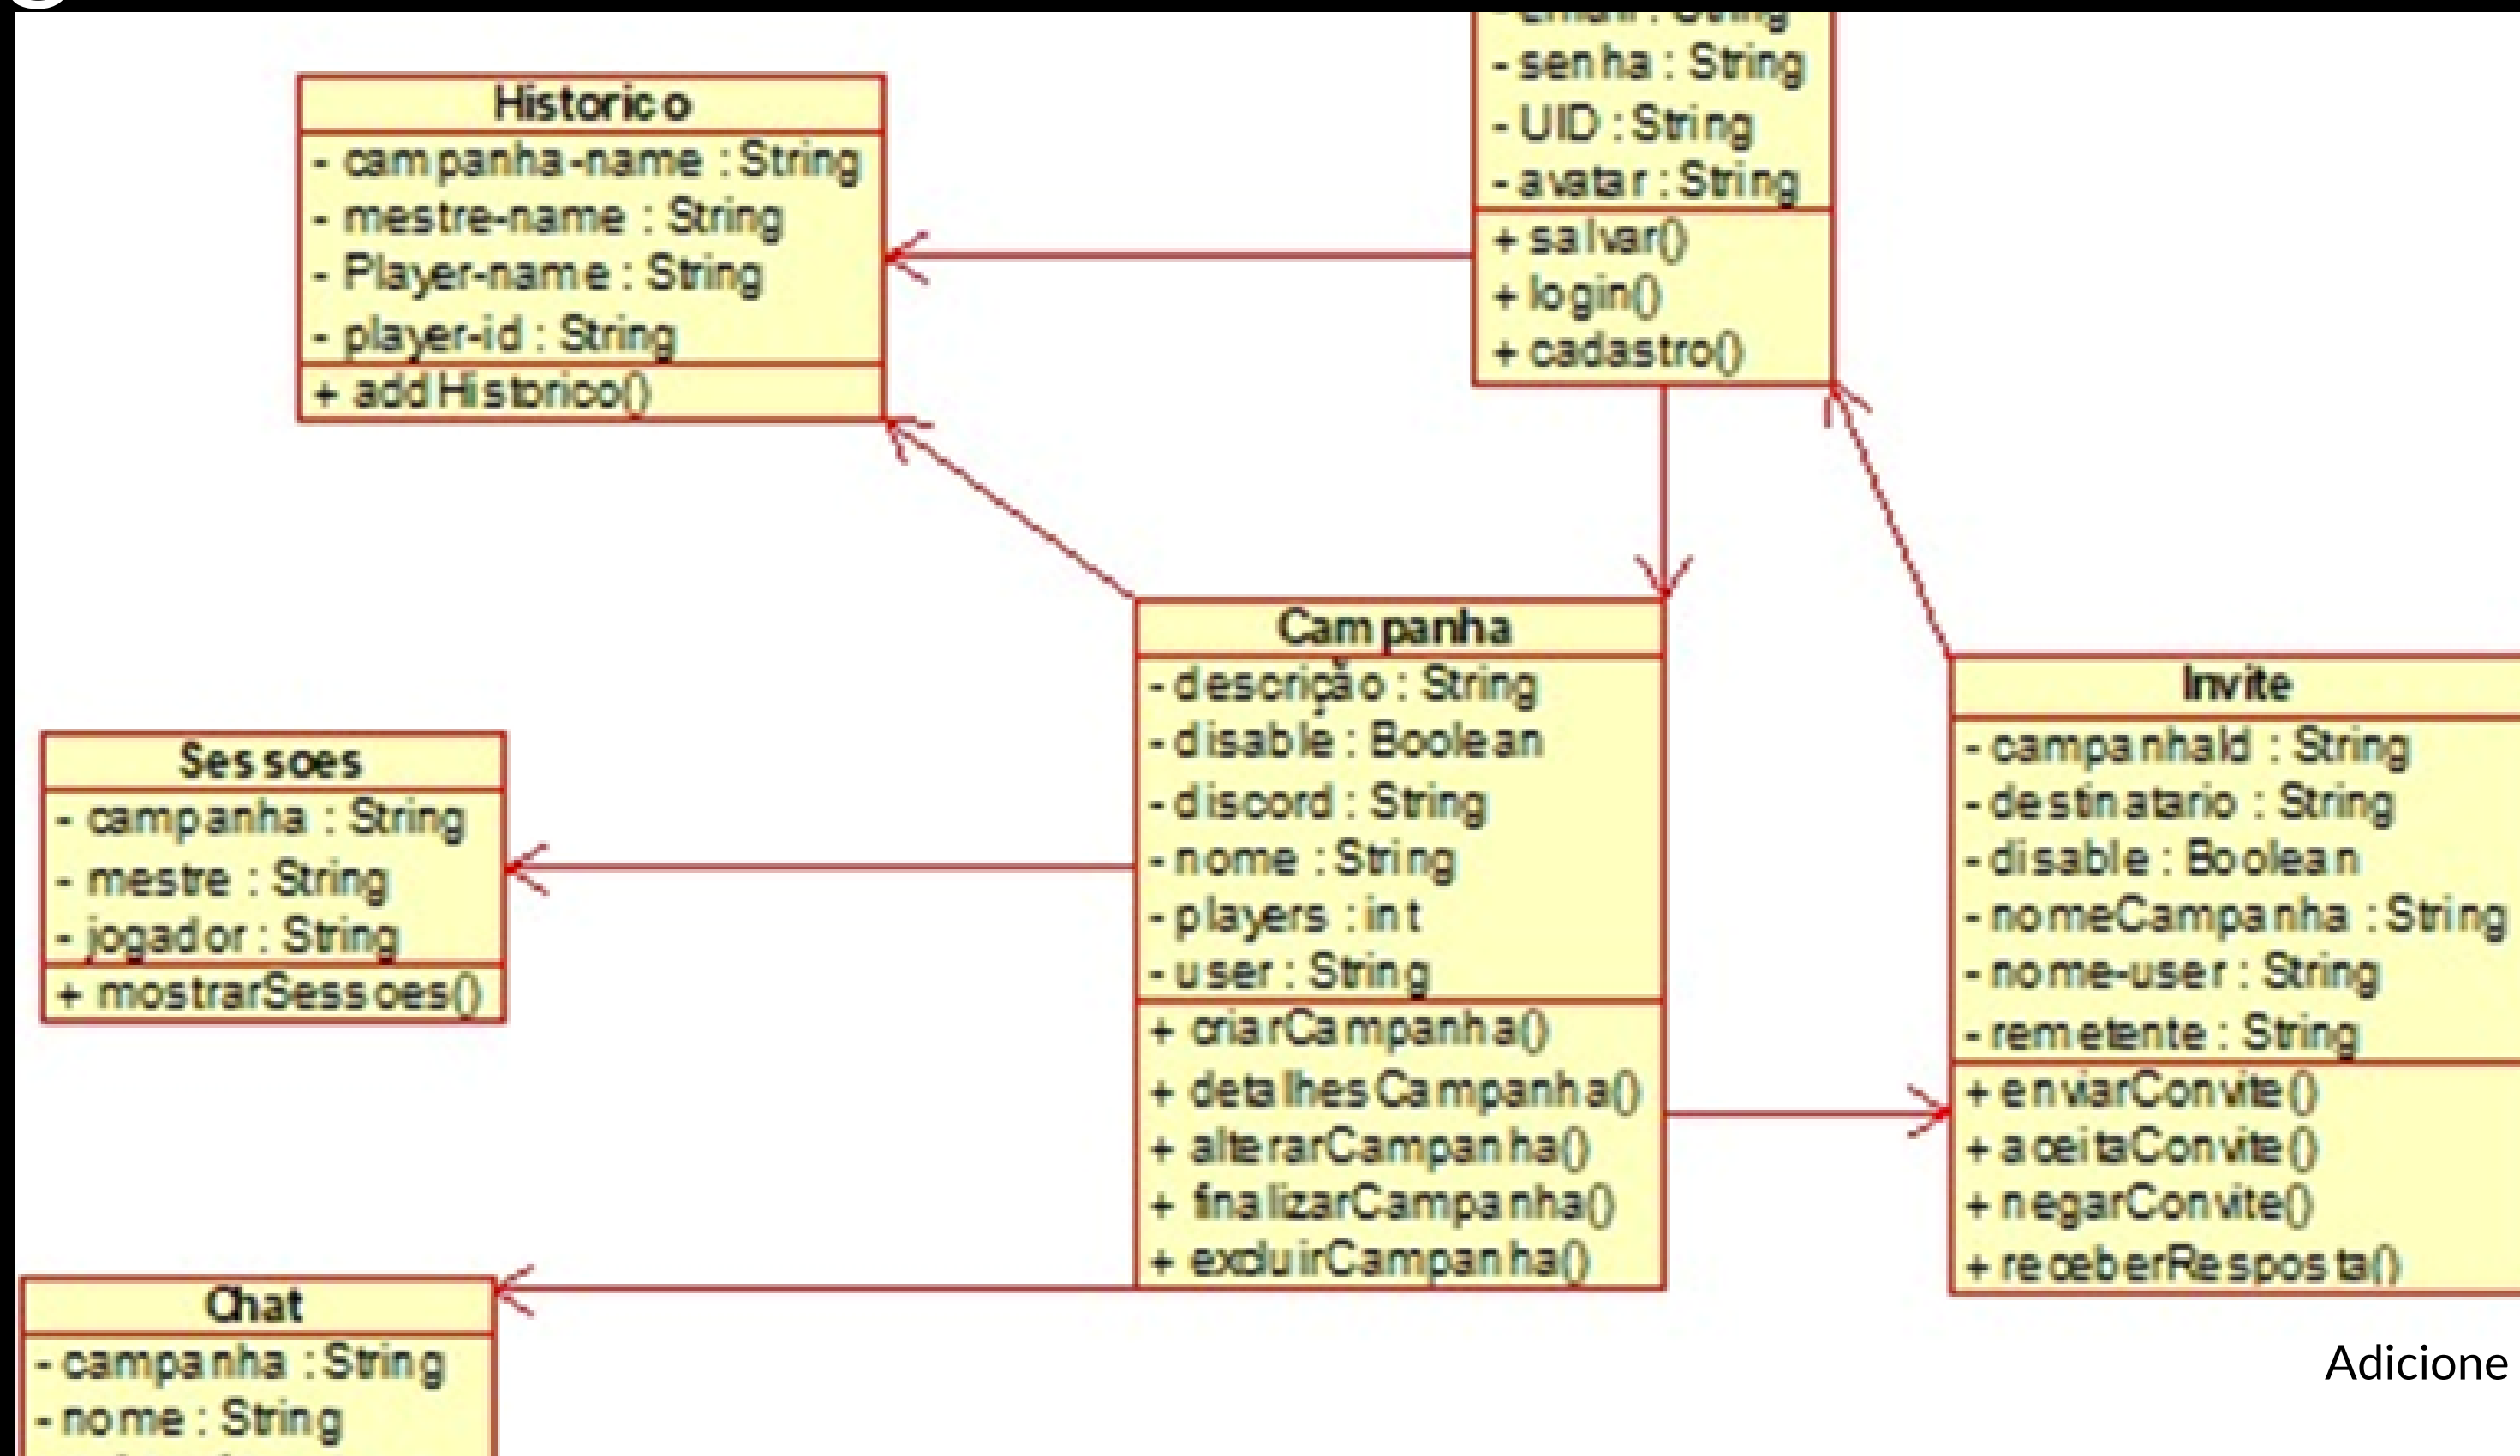 - email : String
- senha : String
- UID : String
- avatar : String
+ salvar()
+ login()
+ cadastro()
Historico
- campanha-name : String
- mestre-name : String
- Player-name : String
- player-id : String
+ addHistorico()
Campanha
- descrição : String
- disable : Boolean
- discord : String
- nome : String
- players : int
- user : String
+ criarCampanha()
+ detalhesCampanha()
+ alterarCampanha()
+ finalizarCampanha()
+ excluirCampanha()
Invite
- campanhaId : String
- destinatario : String
- disable : Boolean
- nomeCampanha : String
- nome-user : String
- remetente : String
+ enviarConvite()
+ aceitaConvite()
+ negarConvite()
+ receberResposta()
Sessoes
- campanha : String
- mestre : String
- jogador : String
+ mostrarSessoes()
Chat
- campanha : String
- nome : String
Adicione